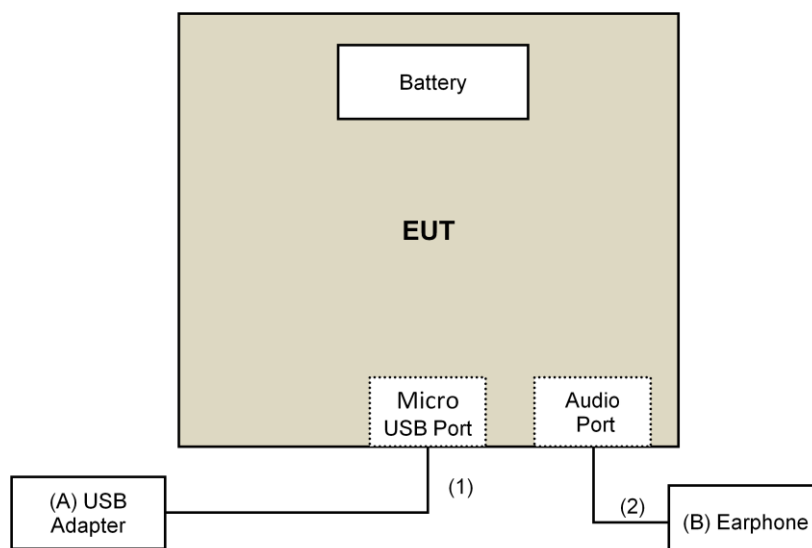 Battery
EUT
Micro
USB Port
Audio
Port
(1)
(A) USB
Adapter
(2)
(B) Earphone